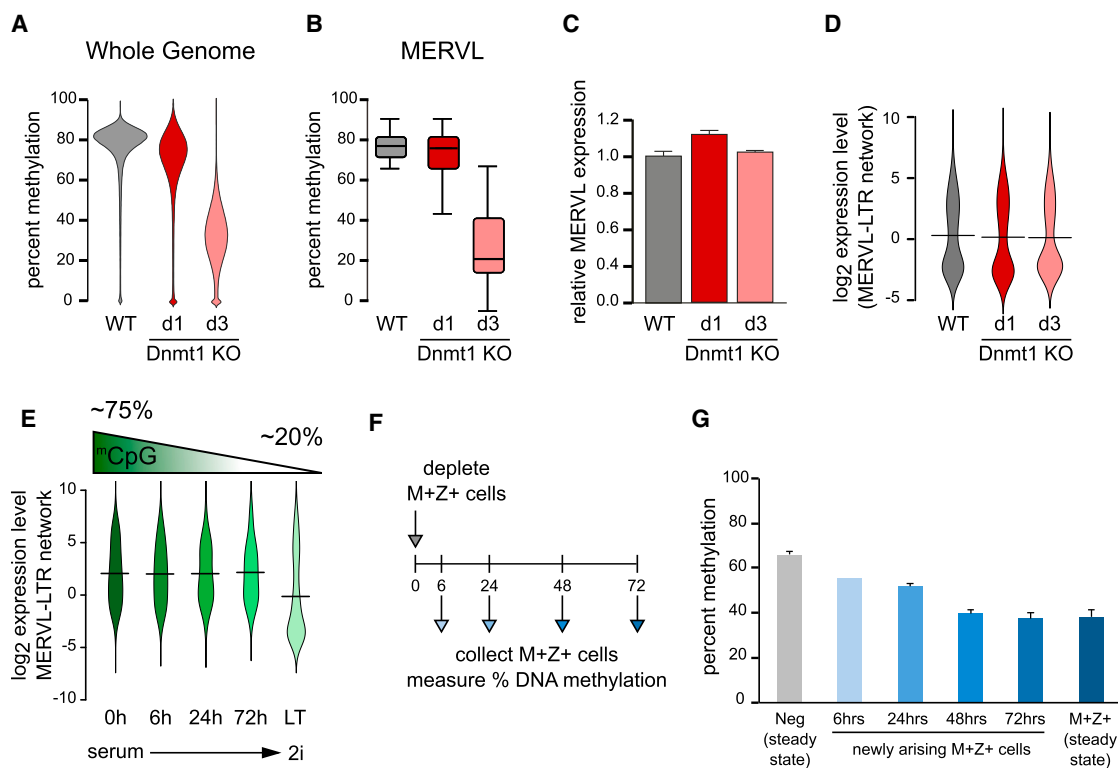 A
Whole Genome
percent methylation
100
80
60
40
20
0
WT
d1
d3
Dnmt1 KO
B
MERVL
percent methylation
100
80
60
40
20
0
WT
d1
d3
Dnmt1 KO
C
relative MERVL expression
1.2
1.0
0.8
0.6
0.4
0.0
WT
d1
d3
Dnmt1 KO
D
log2 expression level
(MERVL-LTR network)
10
5
0
-5
WT
d1
d3
Dnmt1 KO
E
~75%
~20%
mCpG
log2 expression level
MERVL-LTR network
10
5
0
-5
-10
0h
6h
24h
72h
LT
serum
2i
F
deplete
M+Z+ cells
0
6
24
48
72
collect M+Z+ cells
measure % DNA methylation
G
percent methylation
100
80
60
40
20
0
Neg
(steady
state)
6hrs
24hrs
48hrs
72hrs
newly arising M+Z+ cells
M+Z+
(steady
state)